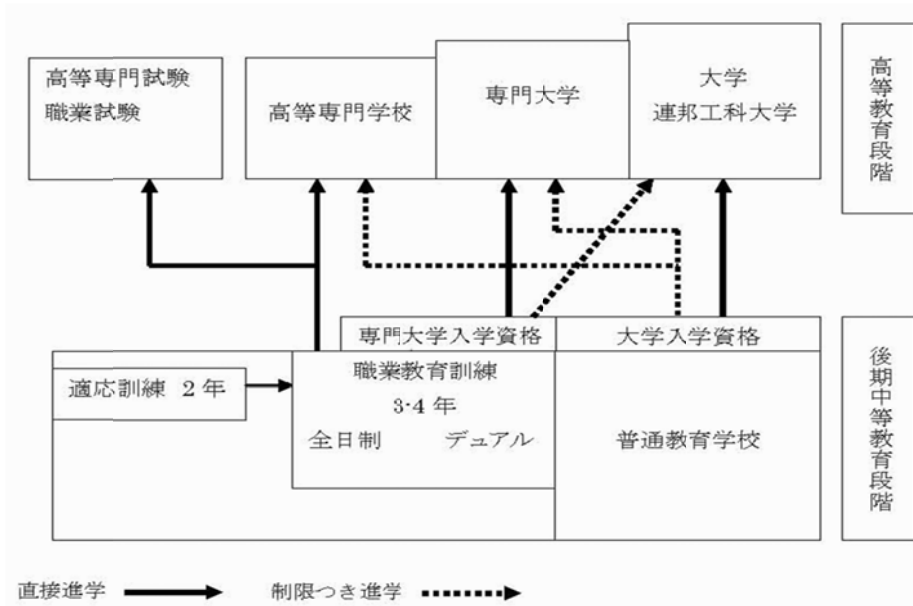 高等専門試験
職業試験
高等専門学校
専門大学
大学
連邦工科大学
高等教育段階
専門大学入学資格
大学入学資格
適応訓練 2年
職業教育訓練
3-4年
全日制 デュアル
普通教育学校
後期中等教育段階
直接進学
制限つき進学